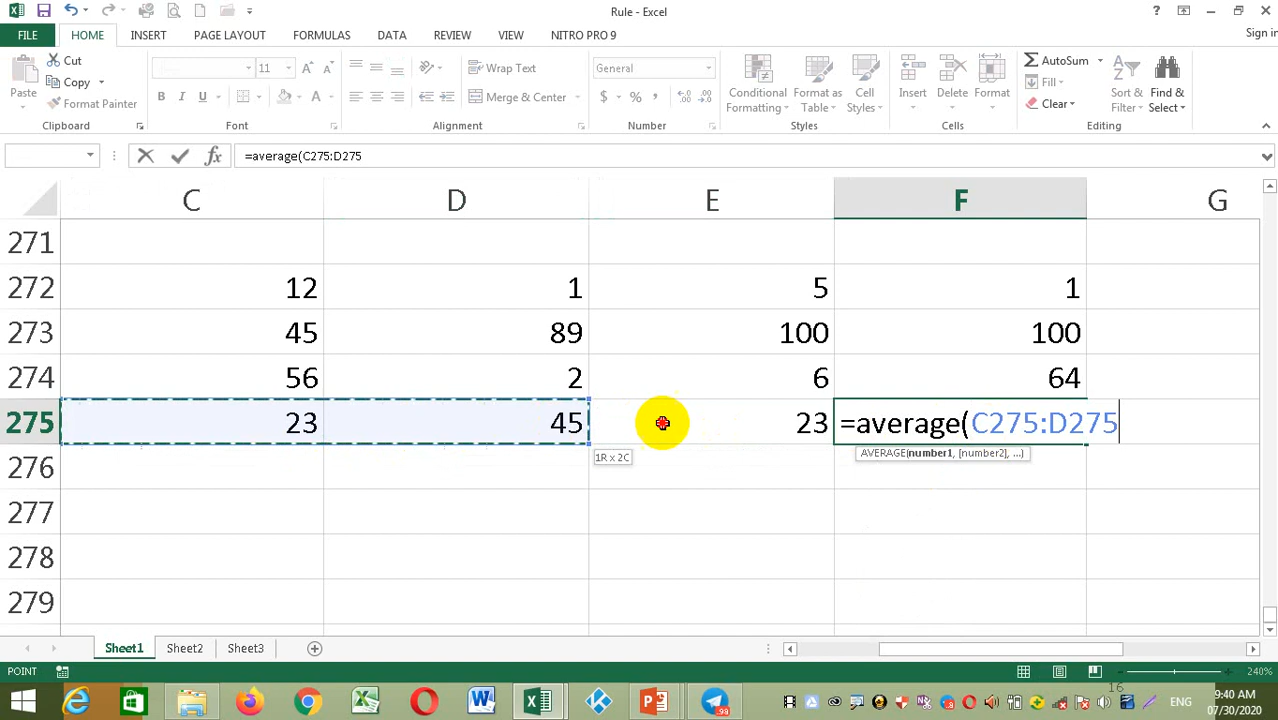 Rule - Excel
?
FILE HOME INSERT PAGE LAYOUT FORMULAS DATA REVIEW VIEW NITRO PRO 9 Sign in
Cut
Copy
Format Painter
Paste
Clipboard
11 A A
B I U A
Font
Wrap Text
Merge & Center
Alignment
General
$ % ,
Number
Conditional Formatting
Format as Table
Cell Styles
Styles
Insert
Delete
Format
Cells
AutoSum
Fill
Clear
Sort & Filter
Find & Select
Editing
fx =average(C275:D275
C D E F G
271
272 12 1 5 1
273 45 89 100 100
274 56 2 6 64
275 23 45 23 =average(C275:D275
1R x 2C
AVERAGE(number1, [number2], ...)
276
277
278
279
Sheet1 Sheet2 Sheet3
POINT 240%
16
98
ENG
9:40 AM
07/30/2020